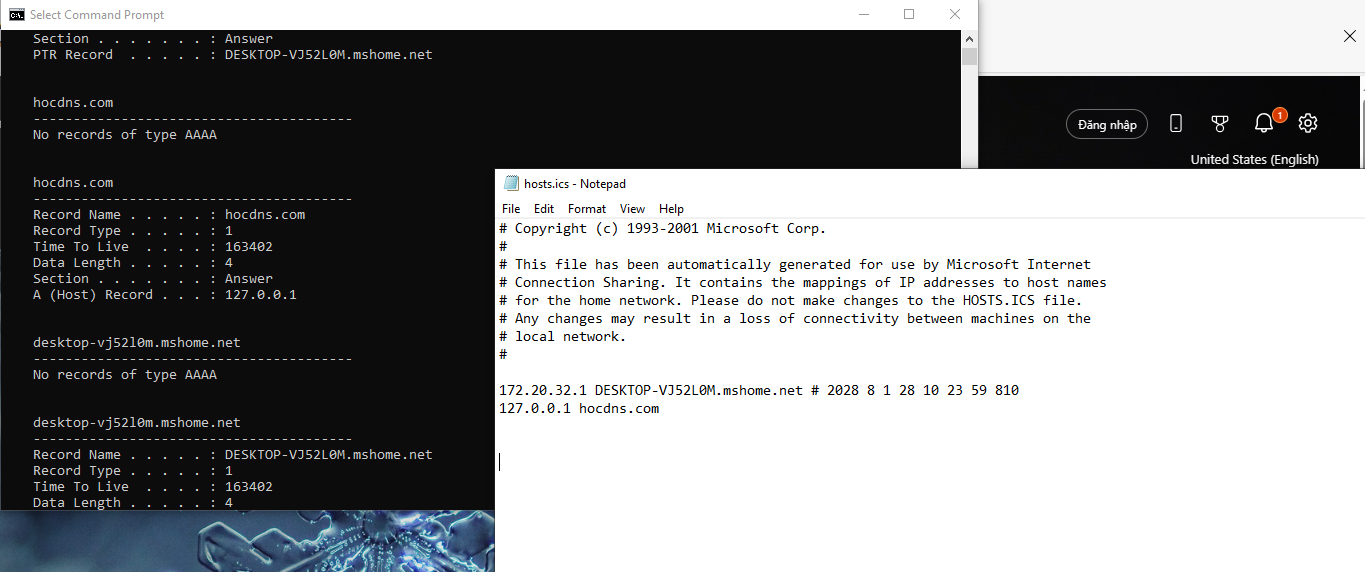 Select Command Prompt
Section . . . . . . . : Answer
PTR Record  . . . . . : DESKTOP-VJ52L0M.mshome.net
hocdns.com
----------------------------------------
No records of type AAAA
hocdns.com
----------------------------------------
Record Name . . . . . : hocdns.com
Record Type . . . . . : 1
Time To Live  . . . . : 163402
Data Length . . . . . : 4
Section . . . . . . . : Answer
A (Host) Record . . . : 127.0.0.1
desktop-vj52l0m.mshome.net
----------------------------------------
No records of type AAAA
desktop-vj52l0m.mshome.net
----------------------------------------
Record Name . . . . . : DESKTOP-VJ52L0M.mshome.net
Record Type . . . . . : 1
Time To Live  . . . . : 163402
Data Length . . . . . : 4
Đăng nhập
1
United States (English)
hosts.ics - Notepad
File Edit Format View Help
# Copyright (c) 1993-2001 Microsoft Corp.
#
# This file has been automatically generated for use by Microsoft Internet
# Connection Sharing. It contains the mappings of IP addresses to host names
# for the home network. Please do not make changes to the HOSTS.ICS file.
# Any changes may result in a loss of connectivity between machines on the
# local network.
#
172.20.32.1 DESKTOP-VJ52L0M.mshome.net # 2028 8 1 28 10 23 59 810
127.0.0.1 hocdns.com